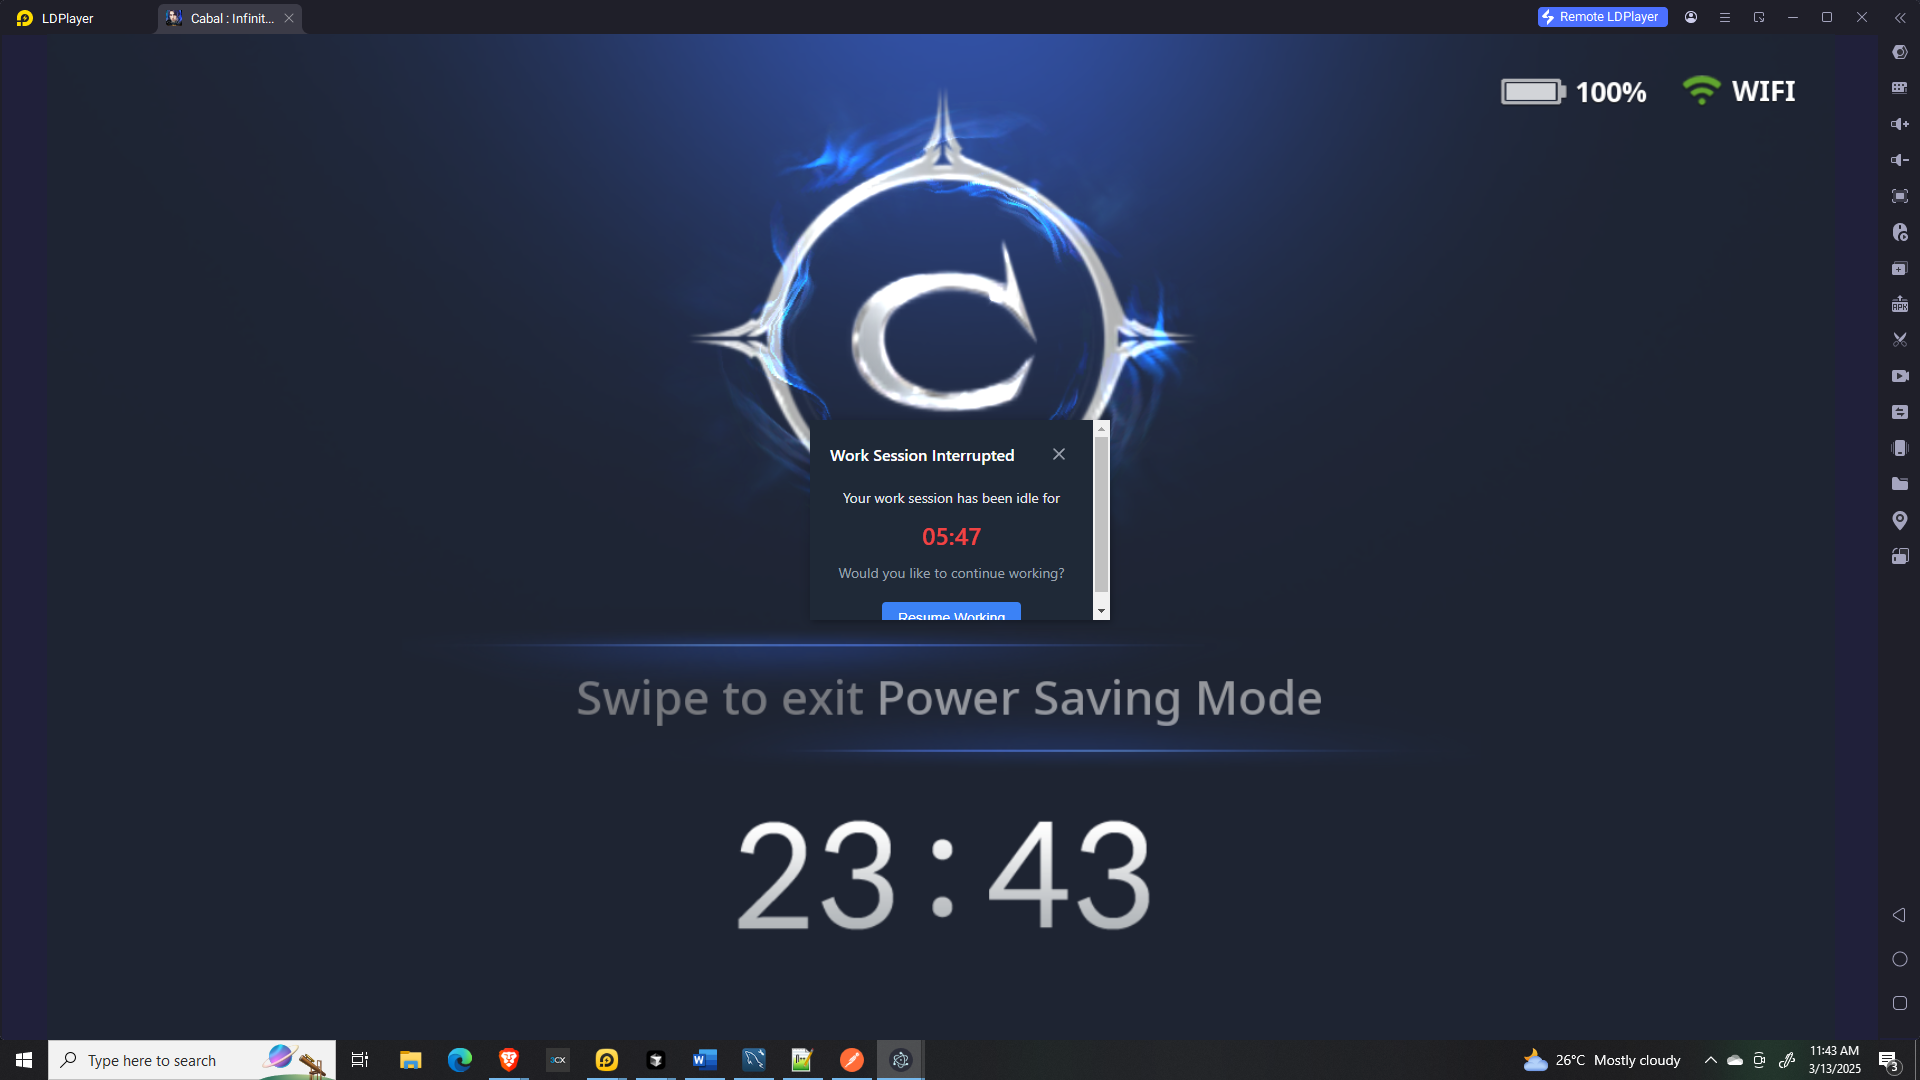 LDPlayer
Cabal : Infinit...
Remote LDPlayer
100%
WIFI
C
Work Session Interrupted
Your work session has been idle for
05:47
Would you like to continue working?
Resume Working
Swipe to exit Power Saving Mode
23:43
Type here to search
26°C Mostly cloudy
11:43 AM
3/13/2025
3